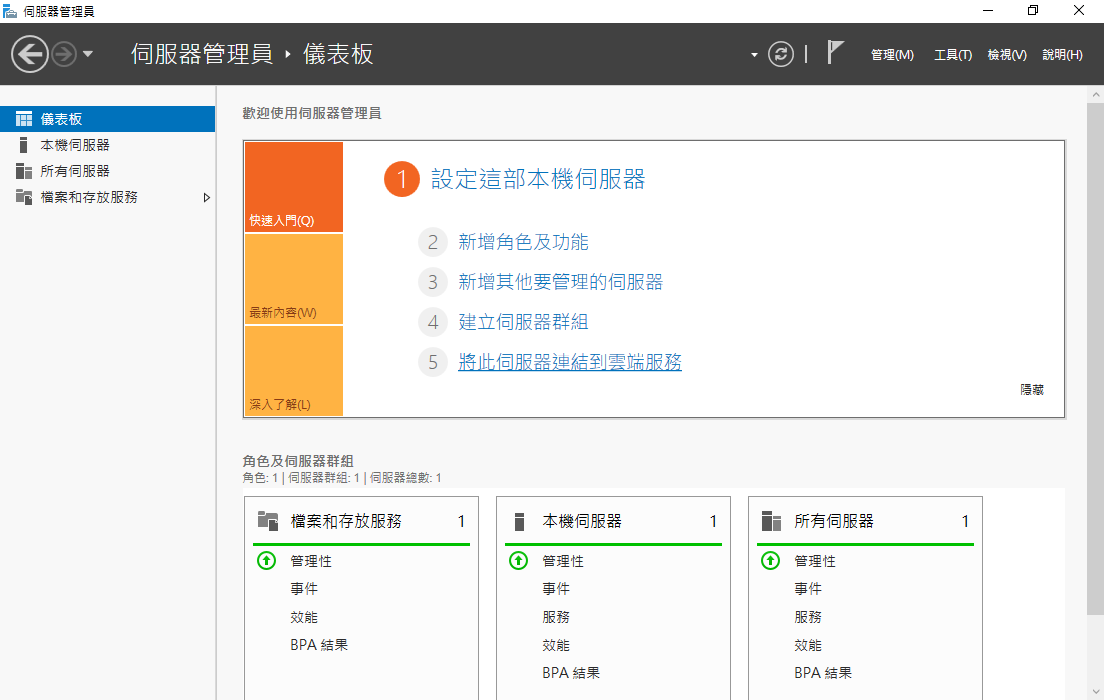 伺服器管理員
伺服器管理員 ‣ 儀表板
管理(M) 工具(T) 檢視(V) 說明(H)
儀表板
本機伺服器
所有伺服器
檔案和存放服務
歡迎使用伺服器管理員
快速入門(Q)
最新內容(W)
深入了解(L)
1 設定這部本機伺服器
2 新增角色及功能
3 新增其他要管理的伺服器
4 建立伺服器群組
5 將此伺服器連結到雲端服務
隱藏
角色及伺服器群組
角色: 1 | 伺服器群組: 1 | 伺服器總數: 1
檔案和存放服務 1
管理性
事件
效能
BPA 結果
本機伺服器 1
管理性
事件
服務
效能
BPA 結果
所有伺服器 1
管理性
事件
服務
效能
BPA 結果